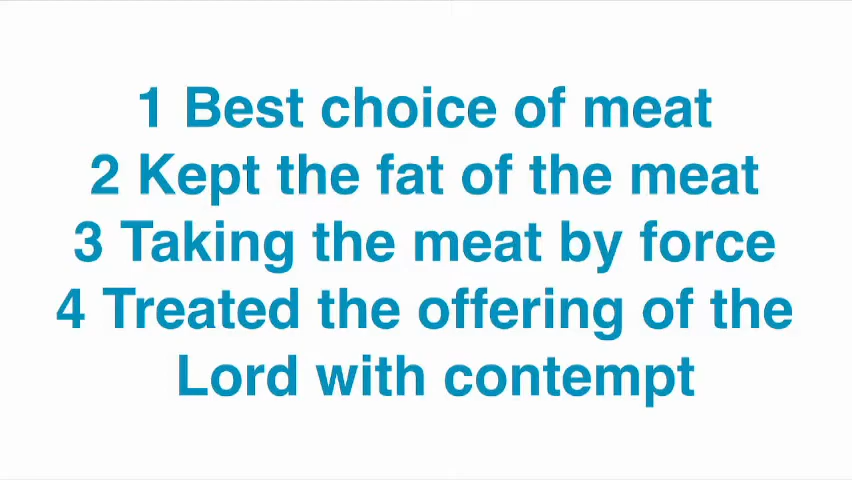 1 Best choice of meat
2 Kept the fat of the meat
3 Taking the meat by force
4 Treated the offering of the
Lord with contempt